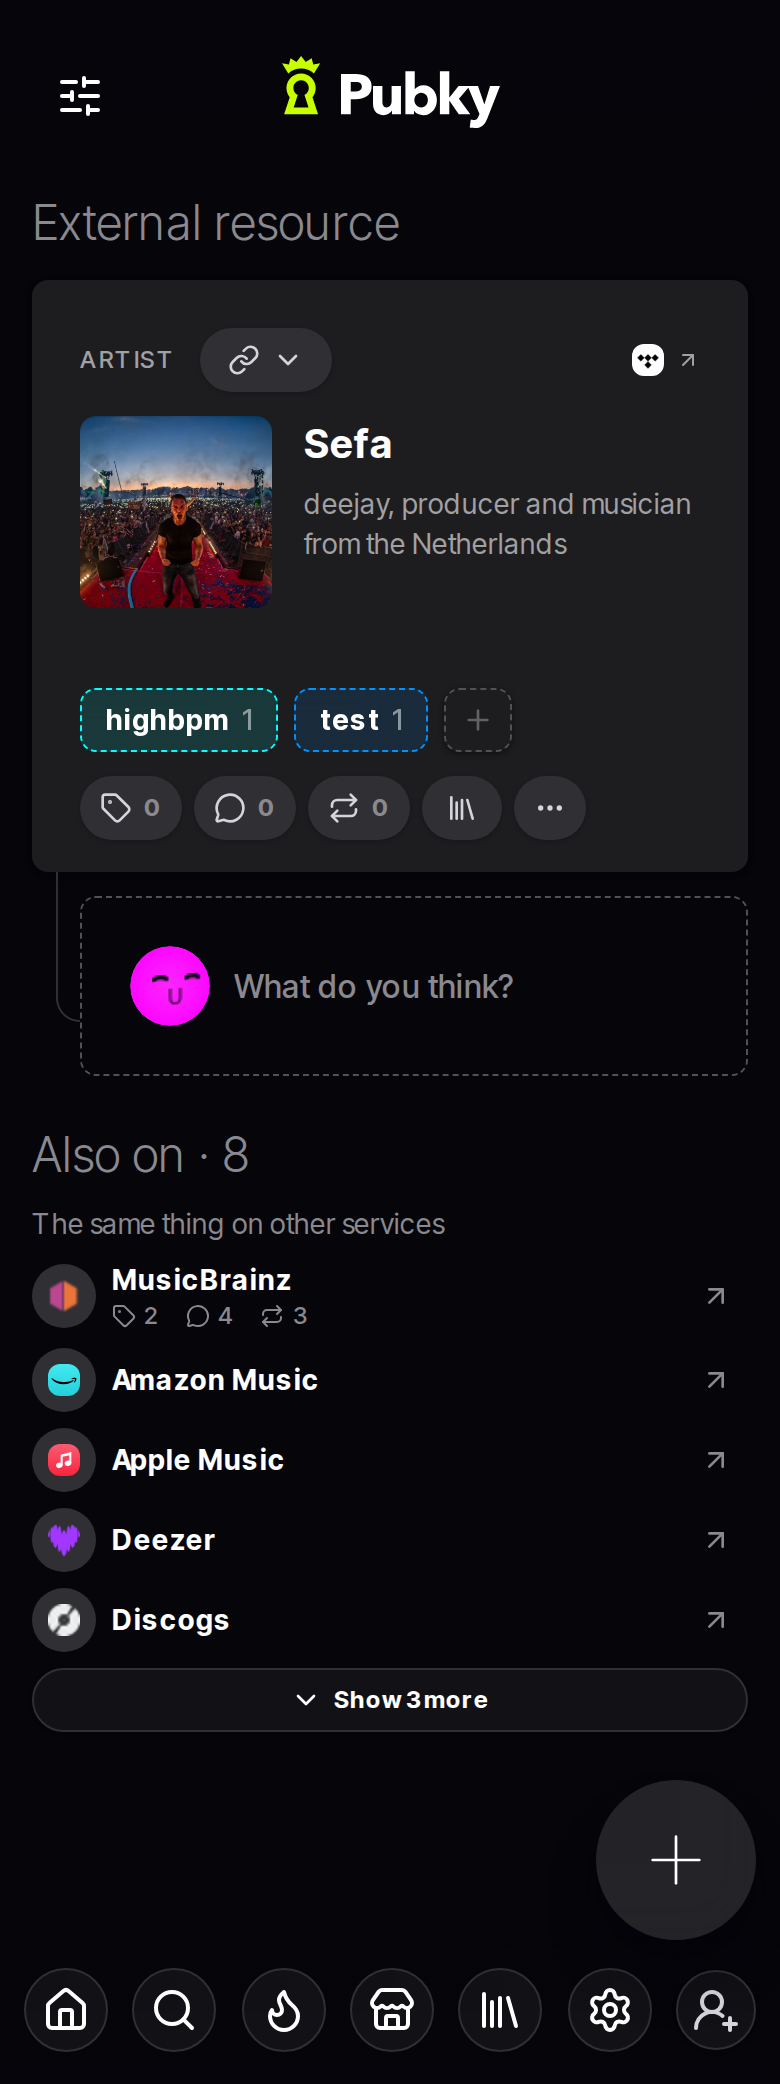 Pubky
External resource
ARTIST
Sefa
deejay, producer and musician
from the Netherlands
highbpm 1
test 1
0
0
0
What do you think?
Also on · 8
The same thing on other services
MusicBrainz
2
4
3
Amazon Music
Apple Music
Deezer
Discogs
Show 3 more